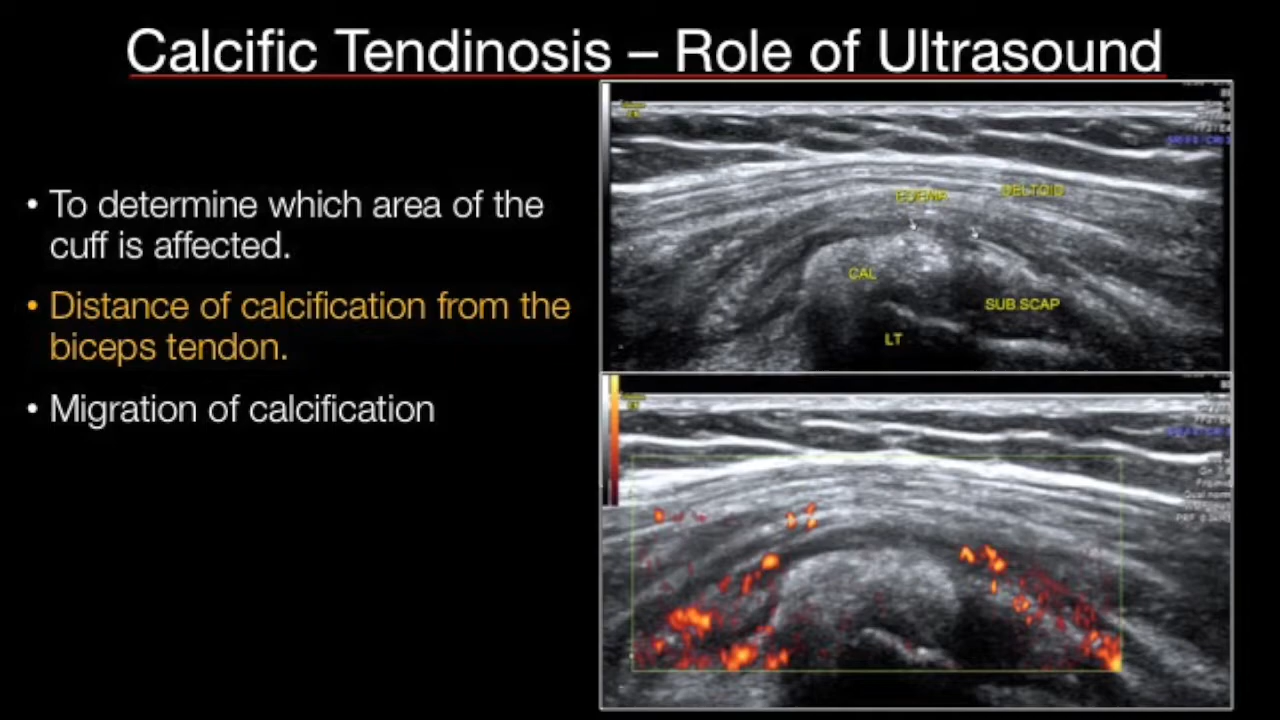 Calcific Tendinosis – Role of Ultrasound
• To determine which area of the
cuff is affected.
• Distance of calcification from the
biceps tendon.
• Migration of calcification
EDEMA
DELTOID
CAL
SUB.SCAP
LT